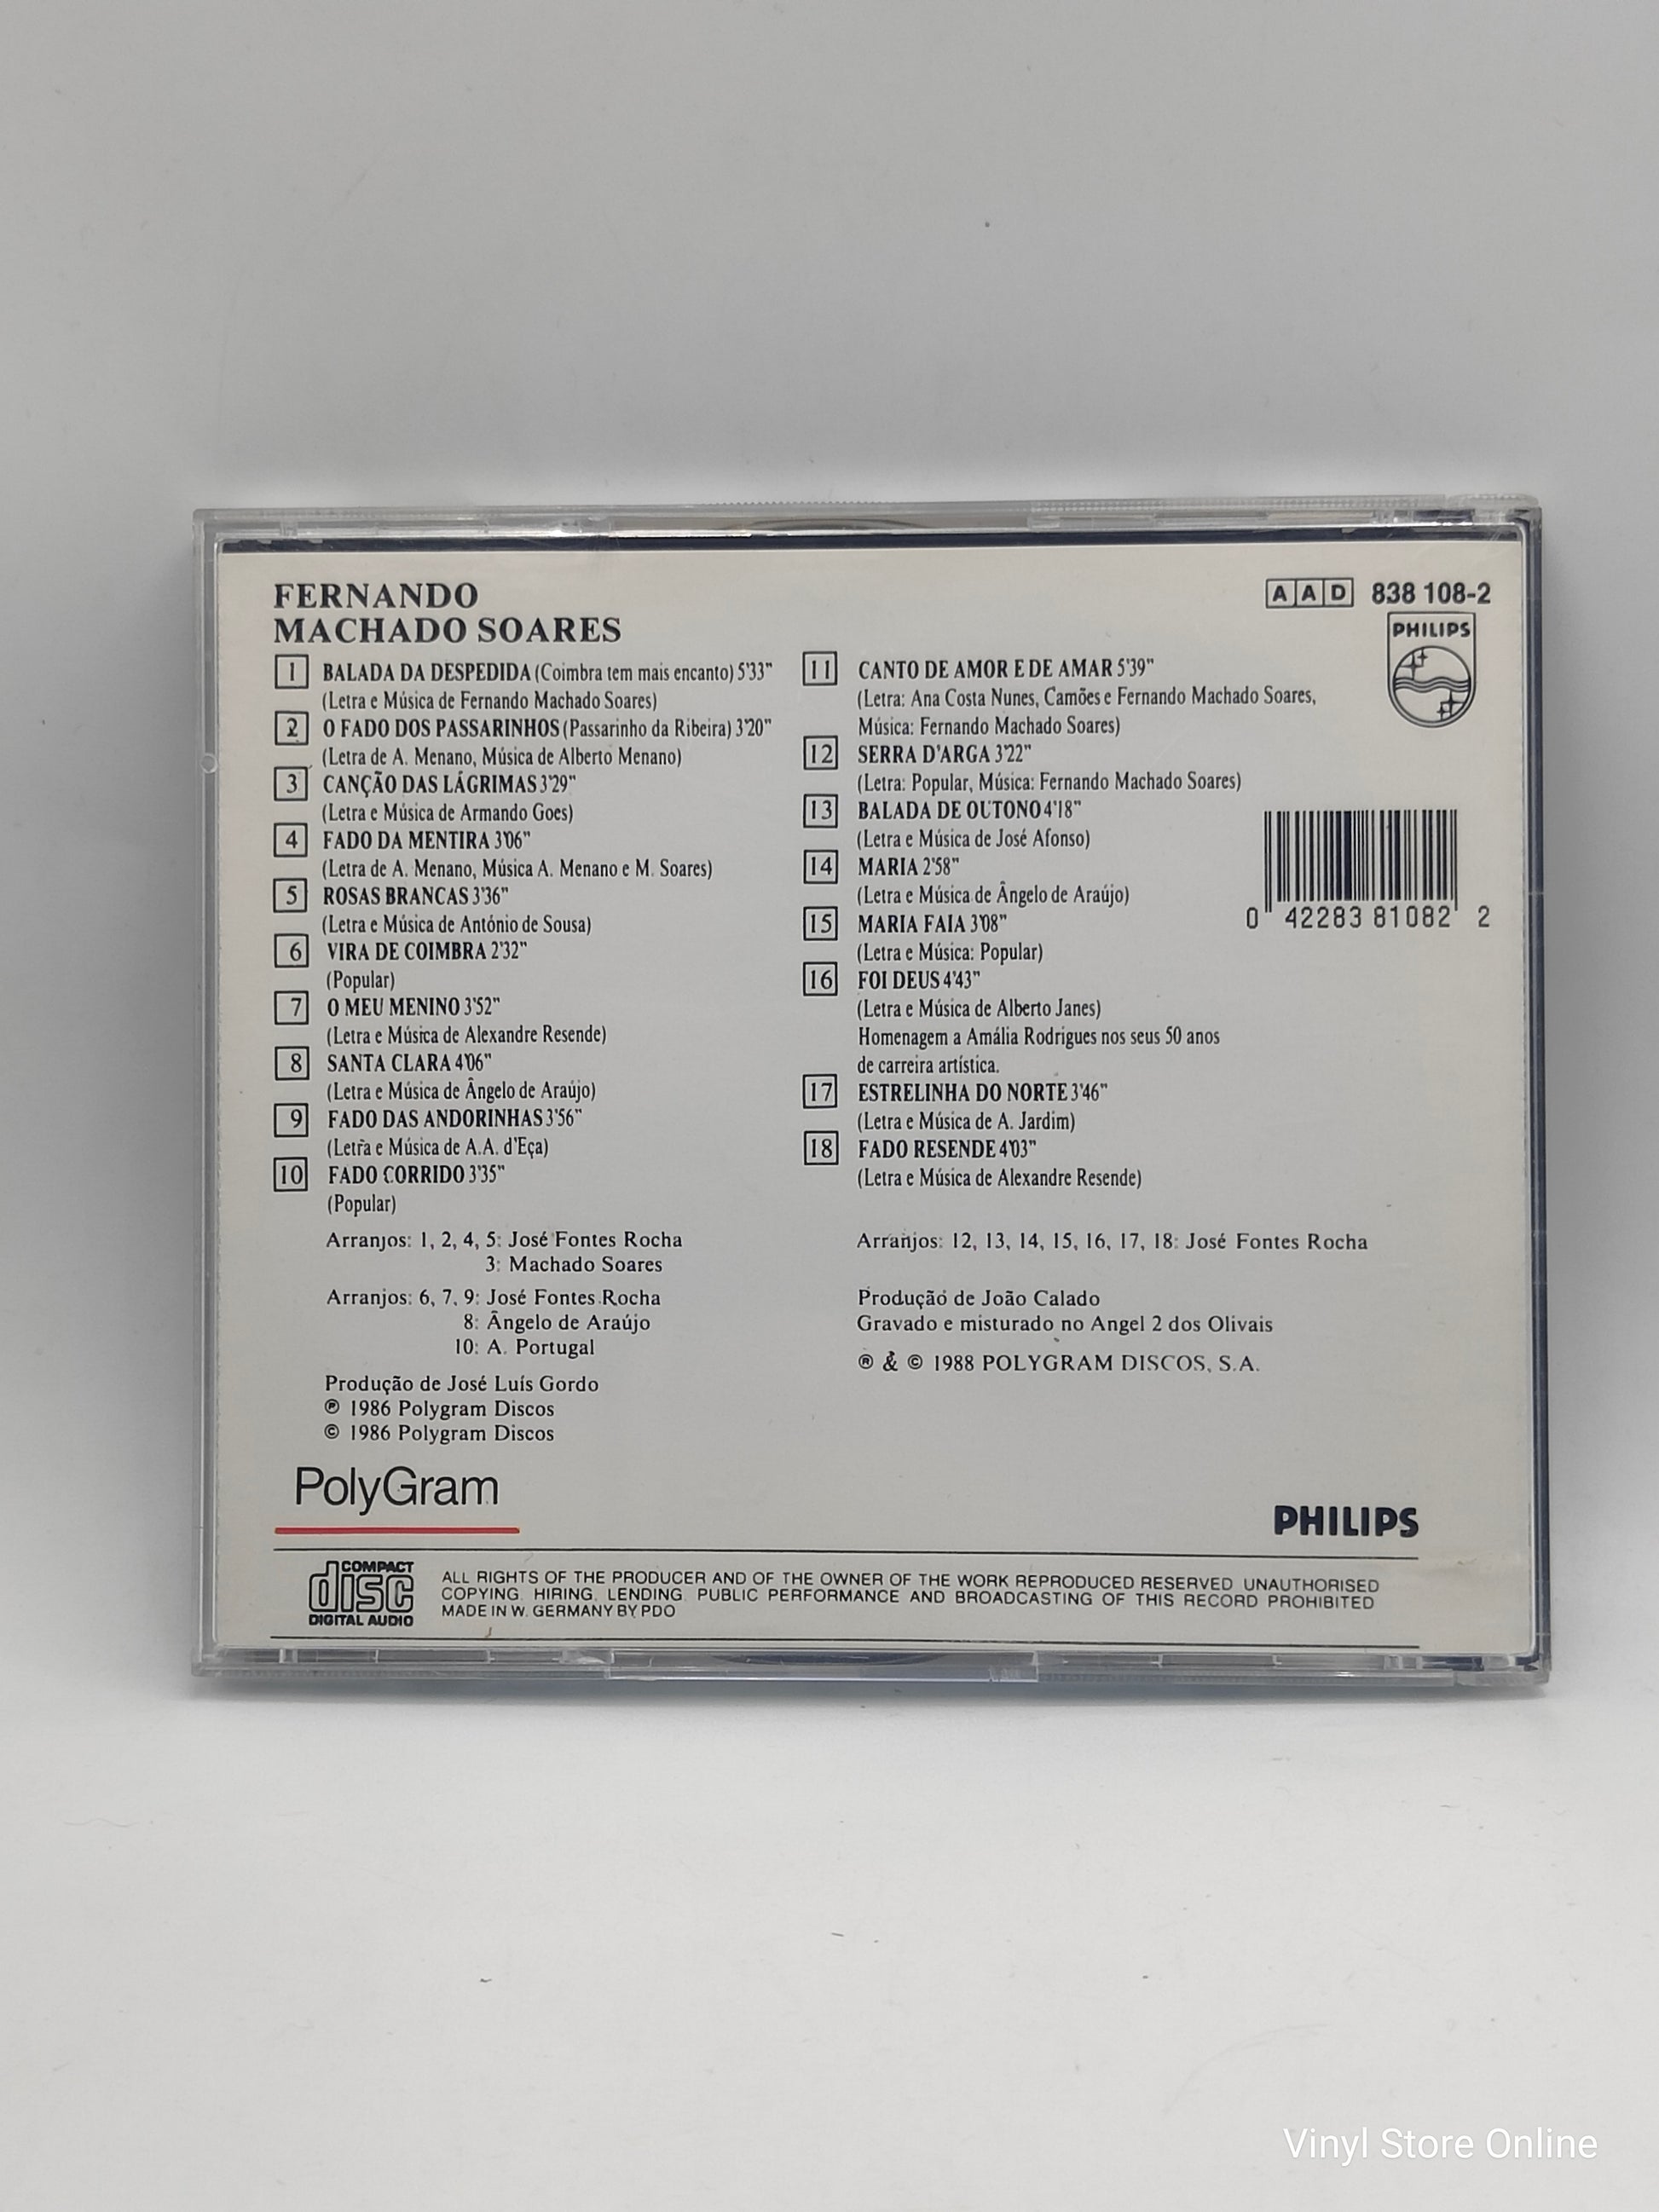 FERNANDO
MACHADO SOARES
1 BALADA DA DESPEDIDA (Coimbra tem mais encanto) 5'33"
(Letra e Música de Fernando Machado Soares)
2 O FADO DOS PASSARINHOS (Passarinho da Ribeira) 3'20"
(Letra de A. Menano, Música de Alberto Menano)
3 CANÇÃO DAS LÁGRIMAS 3'29"
(Letra e Música de Armando Goes)
4 FADO DA MENTIRA 3'06"
(Letra de A. Menano, Música A. Menano e M. Soares)
5 ROSAS BRANCAS 3'36"
(Letra e Música de António de Sousa)
6 VIRA DE COIMBRA 2'32"
(Popular)
7 O MEU MENINO 3'52"
(Letra e Música de Alexandre Resende)
8 SANTA CLARA 4'06"
(Letra e Música de Ângelo de Araújo)
9 FADO DAS ANDORINHAS 3'56"
(Letra e Música de A.A. d'Eça)
10 FADO CORRIDO 3'35"
(Popular)
Arranjos: 1, 2, 4, 5: José Fontes Rocha
3: Machado Soares
Arranjos: 6, 7, 9: José Fontes Rocha
8: Ângelo de Araújo
10: A. Portugal
Produção de José Luís Gordo
℗ 1986 Polygram Discos
© 1986 Polygram Discos
AAD 838 108-2
PHILIPS
11 CANTO DE AMOR E DE AMAR 5'39"
(Letra: Ana Costa Nunes, Camões e Fernando Machado Soares,
Música: Fernando Machado Soares)
12 SERRA D'ARGA 3'22"
(Letra: Popular, Música: Fernando Machado Soares)
13 BALADA DE OUTONO 4'18"
(Letra e Música de José Afonso)
14 MARIA 2'58"
(Letra e Música de Ângelo de Araújo)
15 MARIA FAIA 3'08"
(Letra e Música: Popular)
16 FOI DEUS 4'43"
(Letra e Música de Alberto Janes)
Homenagem a Amália Rodrigues nos seus 50 anos
de carreira artística.
17 ESTRELINHA DO NORTE 3'46"
(Letra e Música de A. Jardim)
18 FADO RESENDE 4'03"
(Letra e Música de Alexandre Resende)
0 42283 81082 2
Arranjos: 12, 13, 14, 15, 16, 17, 18: José Fontes Rocha
Produção de João Calado
Gravado e misturado no Angel 2 dos Olivais
® & © 1988 POLYGRAM DISCOS, S.A.
PolyGram
PHILIPS
COMPACT
disc
DIGITAL AUDIO
ALL RIGHTS OF THE PRODUCER AND OF THE OWNER OF THE WORK REPRODUCED RESERVED UNAUTHORISED
COPYING, HIRING, LENDING, PUBLIC PERFORMANCE AND BROADCASTING OF THIS RECORD PROHIBITED
MADE IN W. GERMANY BY PDO
Vinyl Store Online